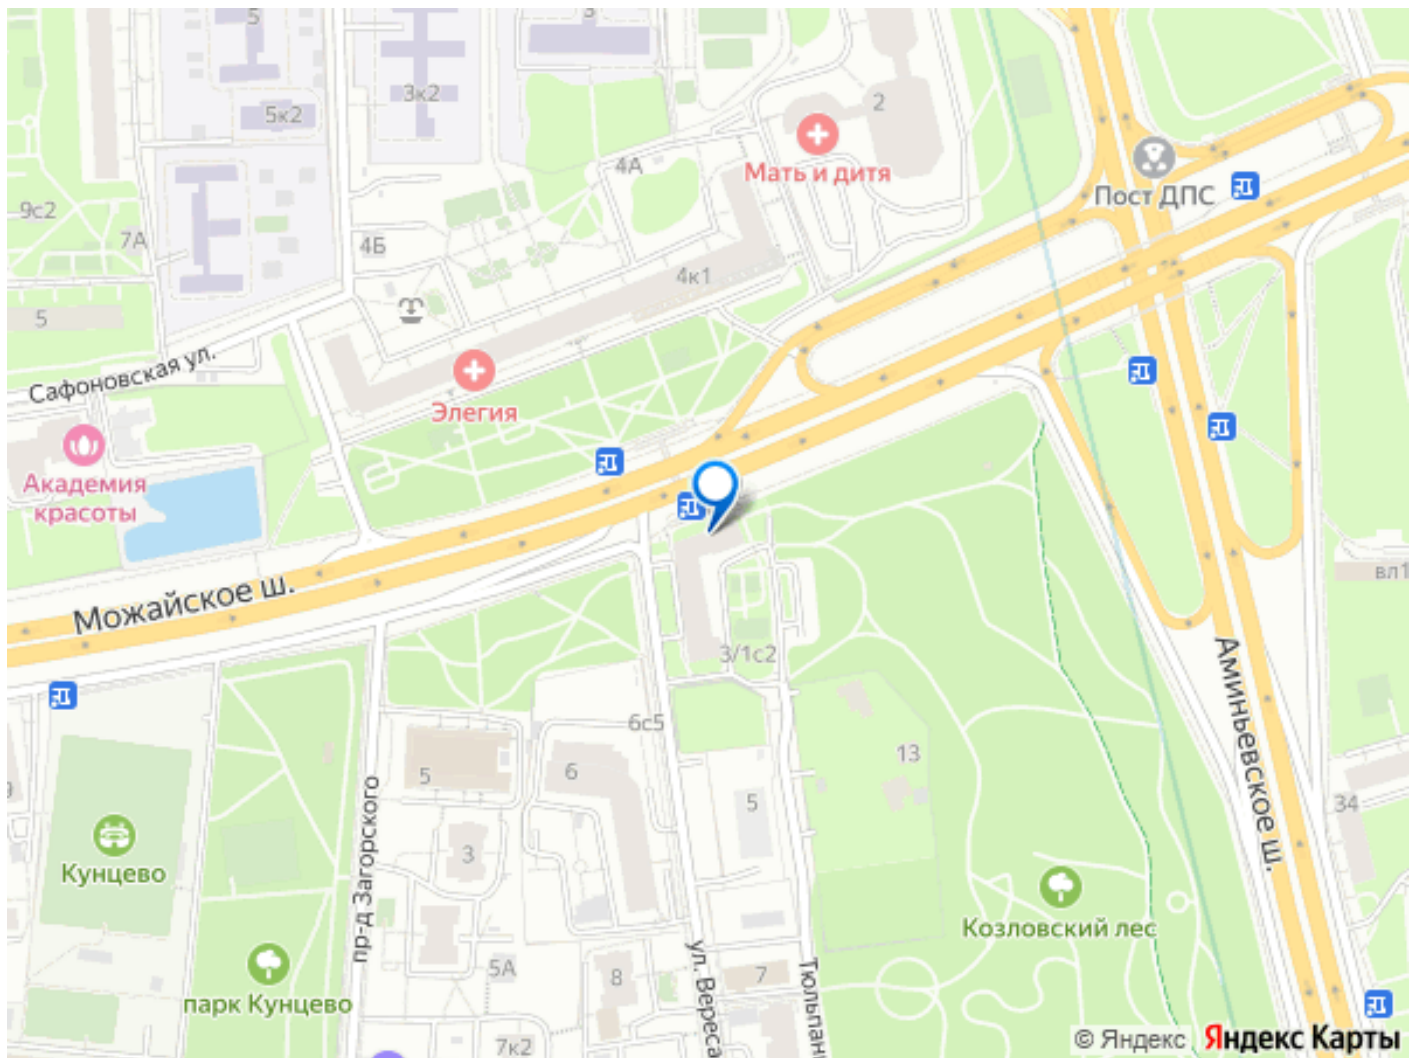 5
3
5к2
3к2
2
4А
Мать и дитя
Пост ДПС
9с2
7А
4Б
4к1
5
Сафоновская ул.
Элегия
Академия
красоты
Можайское ш.
вл1
3/1с2
Аминьевское ш.
6с5
13
5
6
5
34
пр-д Загорского
3
Кунцево
Козловский лес
ул. Вереса
Тюльпан
5А
8
7
парк Кунцево
7к2
© Яндекс Яндекс Карты